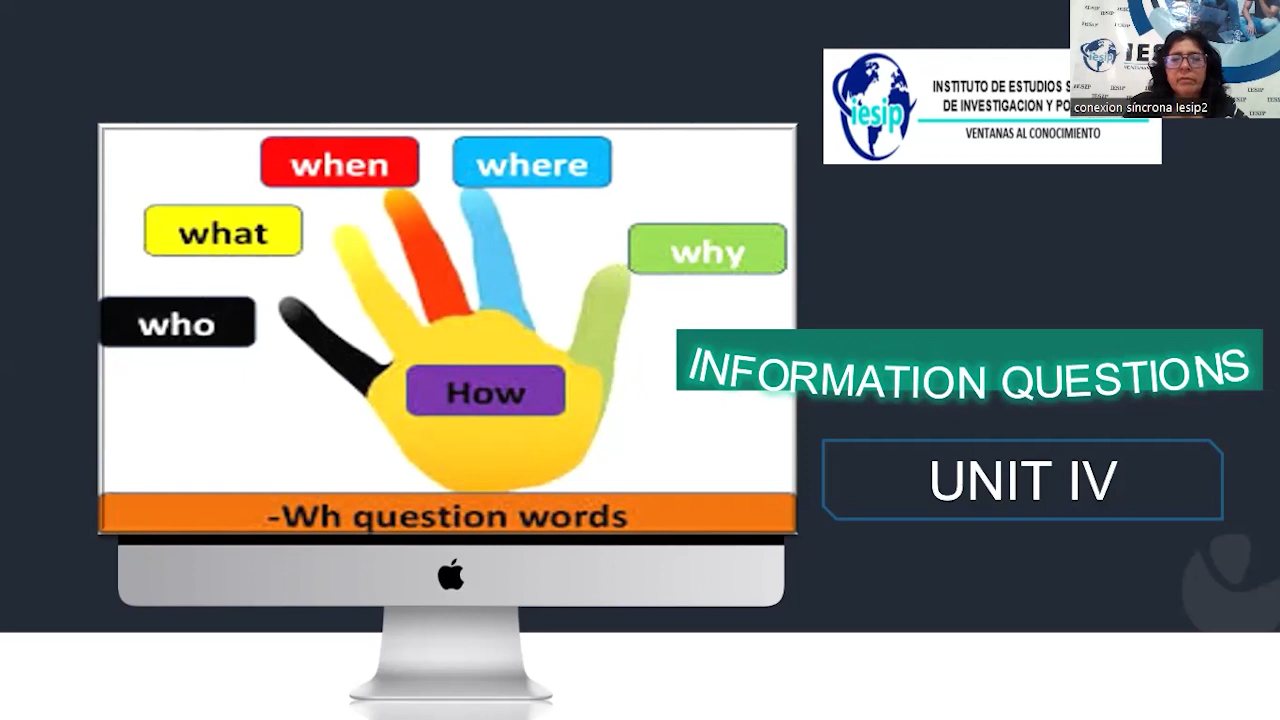 when
where
what
why
who
How
-Wh question words
iesip
INSTITUTO DE ESTUDIOS
DE INVESTIGACION Y
VENTANAS AL CONOCIMIENTO
conexion síncrona Iesip2
INFORMATION QUESTIONS
UNIT IV